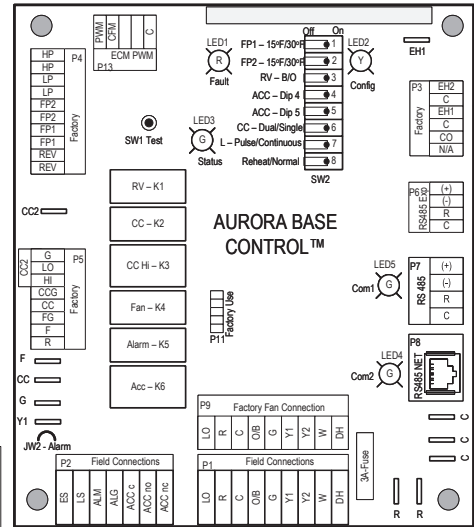 PWM
CFM
C
ECM PWM
P13
LED1
R
Fault
Off On
FP1 – 15ºF/30ºF 1
FP2 – 15ºF/30ºF 2
RV – B/O 3
ACC – Dip 4 4
ACC – Dip 5 5
CC – Dual/Single 6
L – Pulse/Continuous 7
Reheat/Normal 8
SW2
LED2
Y
Config
EH1
P4
HP
HP
LP
LP
FP2
FP2
FP1
FP1
REV
REV
Factory
SW1 Test
LED3
G
Status
P3
EH2
C
EH1
C
CO
N/A
Factory
RV – K1
CC – K2
CC Hi – K3
Fan – K4
Alarm – K5
Acc – K6
AURORA BASE
CONTROL™
P6
RS485 Exp
(+)
(-)
R
C
CC2
CC2
P5
G
LO
HI
CCG
CC
FG
F
R
Factory
Factory Use
P11
LED5
Com1
G
P7
RS 485
(+)
(-)
R
C
LED4
Com2
G
P8
RS485 NET
F
CC
G
Y1
JW2 - Alarm
P9 Factory Fan Connection
LO
R
C
O/B
G
Y1
Y2
W
DH
C
C
C
P2 Field Connections
ES
LS
ALM
ALG
ACC c
ACC no
ACC nc
P1 Field Connections
LO
R
C
O/B
G
Y1
Y2
W
DH
3A-Fuse
R
R